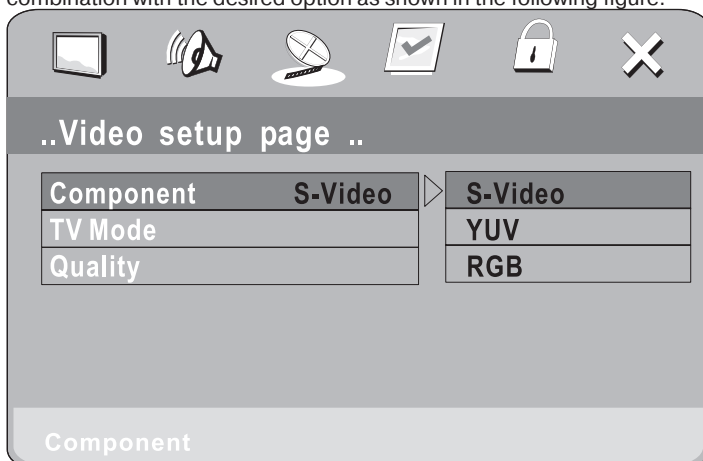 combination with the desired option as shown in the following figure.
..Video setup page ..
Component S-Video S-Video
TV Mode YUV
Quality RGB
Component